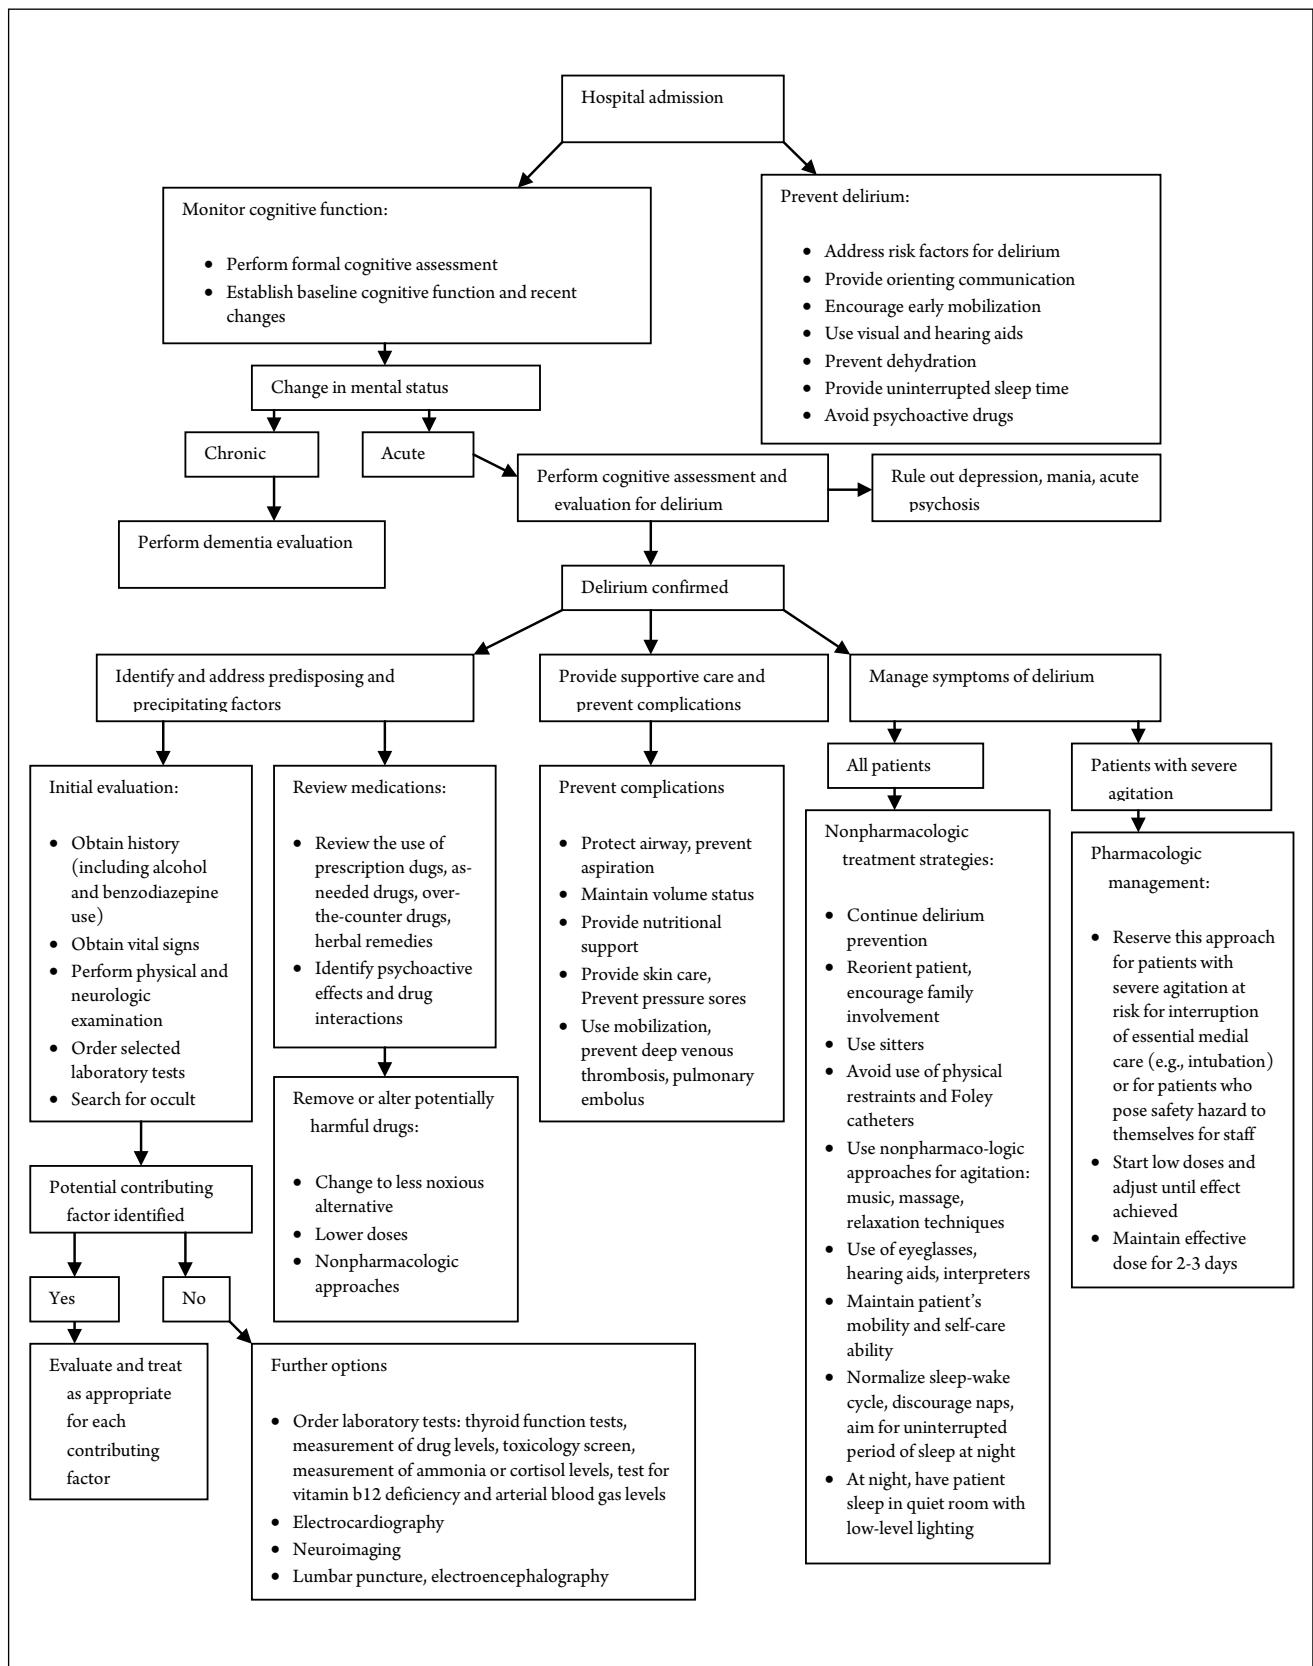 Hospital admission
Monitor cognitive function:
• Perform formal cognitive assessment
• Establish baseline cognitive function and recent
changes
Prevent delirium:
• Address risk factors for delirium
• Provide orienting communication
• Encourage early mobilization
• Use visual and hearing aids
• Prevent dehydration
• Provide uninterrupted sleep time
• Avoid psychoactive drugs
Change in mental status
Chronic
Acute
Perform cognitive assessment and
evaluation for delirium
Rule out depression, mania, acute
psychosis
Perform dementia evaluation
Delirium confirmed
Identify and address predisposing and
precipitating factors
Provide supportive care and
prevent complications
Manage symptoms of delirium
Initial evaluation:
• Obtain history
(including alcohol
and benzodiazepine
use)
• Obtain vital signs
• Perform physical and
neurologic
examination
• Order selected
laboratory tests
• Search for occult
Review medications:
• Review the use of
prescription dugs, as-
needed drugs, over-
the-counter drugs,
herbal remedies
• Identify psychoactive
effects and drug
interactions
Prevent complications
• Protect airway, prevent
aspiration
• Maintain volume status
• Provide nutritional
support
• Provide skin care,
Prevent pressure sores
• Use mobilization,
prevent deep venous
thrombosis, pulmonary
embolus
All patients
Patients with severe
agitation
Nonpharmacologic
treatment strategies:
• Continue delirium
prevention
• Reorient patient,
encourage family
involvement
• Use sitters
• Avoid use of physical
restraints and Foley
catheters
• Use nonpharmaco-logic
approaches for agitation:
music, massage,
relaxation techniques
• Use of eyeglasses,
hearing aids, interpreters
• Maintain patient’s
mobility and self-care
ability
• Normalize sleep-wake
cycle, discourage naps,
aim for uninterrupted
period of sleep at night
• At night, have patient
sleep in quiet room with
low-level lighting
Pharmacologic
management:
• Reserve this approach
for patients with
severe agitation at
risk for interruption
of essential medial
care (e.g., intubation)
or for patients who
pose safety hazard to
themselves for staff
• Start low doses and
adjust until effect
achieved
• Maintain effective
dose for 2-3 days
Remove or alter potentially
harmful drugs:
• Change to less noxious
alternative
• Lower doses
• Nonpharmacologic
approaches
Potential contributing
factor identified
Yes
No
Evaluate and treat
as appropriate
for each
contributing
factor
Further options
• Order laboratory tests: thyroid function tests,
measurement of drug levels, toxicology screen,
measurement of ammonia or cortisol levels, test for
vitamin b12 deficiency and arterial blood gas levels
• Electrocardiography
• Neuroimaging
• Lumbar puncture, electroencephalography